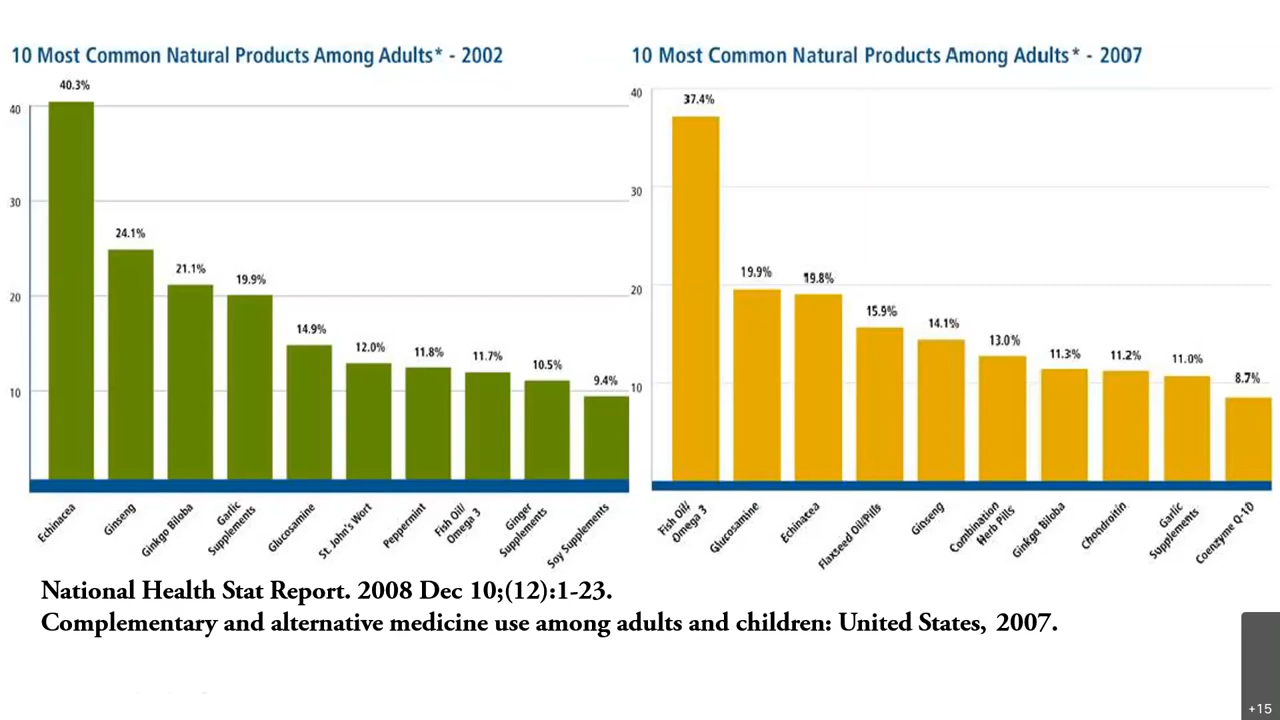 10 Most Common Natural Products Among Adults* - 2002
40.3%
40
30
24.1%
21.1%
19.9%
20
14.9%
12.0%
11.8%
11.7%
10.5%
9.4%
10
Echinacea
Ginseng
Ginkgo Biloba
Garlic
Supplements
Glucosamine
St. John's Wort
Peppermint
Fish Oil/
Omega 3
Ginger
Supplements
Soy Supplements
10 Most Common Natural Products Among Adults* - 2007
40
37.4%
30
20
19.9%
19.8%
15.9%
14.1%
13.0%
11.3%
11.2%
11.0%
8.7%
10
Fish Oil/
Omega 3
Glucosamine
Echinacea
Flaxseed Oil/Pills
Ginseng
Combination
Herb Pills
Ginkgo Biloba
Chondroitin
Garlic
Supplements
Coenzyme Q-10
National Health Stat Report. 2008 Dec 10;(12):1-23.
Complementary and alternative medicine use among adults and children: United States, 2007.
+15